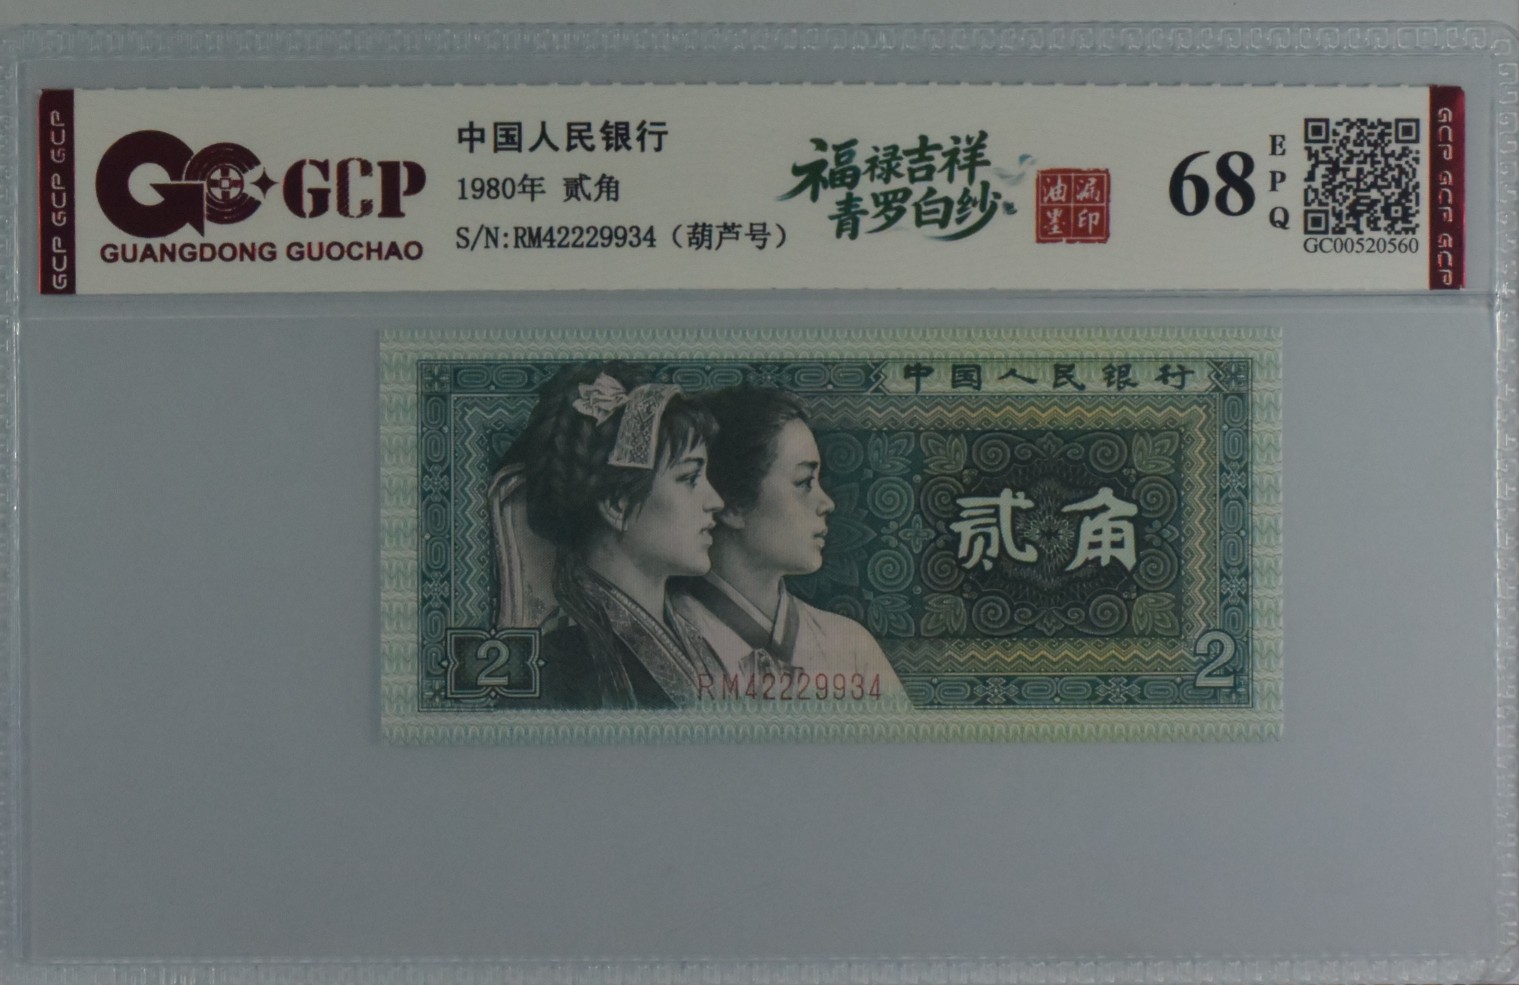 GCP GCP GCP
GCP
GUANGDONG GUOCHAO
中国人民银行
1980年 贰角
S/N:RM42229934（葫芦号）
福禄吉祥
青罗白纱
油漏
墨印
68
EPQ
GC00520560
GCP GCP GCP
中国人民银行
贰角
2
RM42229934
2